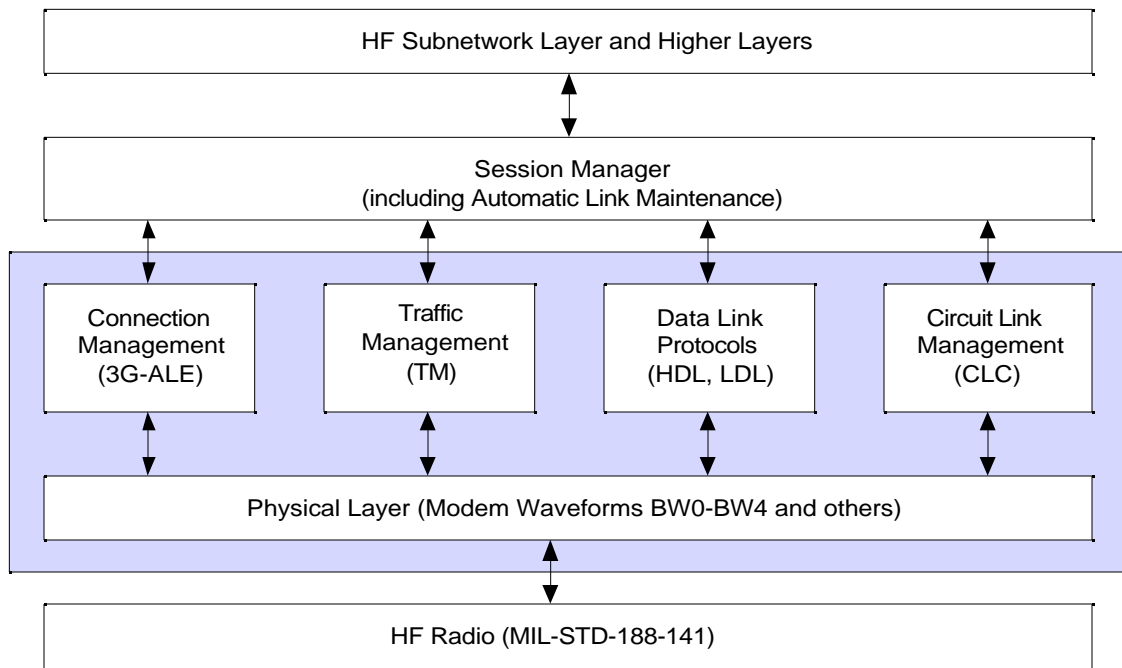 HF Subnetwork Layer and Higher Layers
Session Manager
(including Automatic Link Maintenance)
Connection
Management
(3G-ALE)
Traffic
Management
(TM)
Data Link
Protocols
(HDL, LDL)
Circuit Link
Management
(CLC)
Physical Layer (Modem Waveforms BW0-BW4 and others)
HF Radio (MIL-STD-188-141)